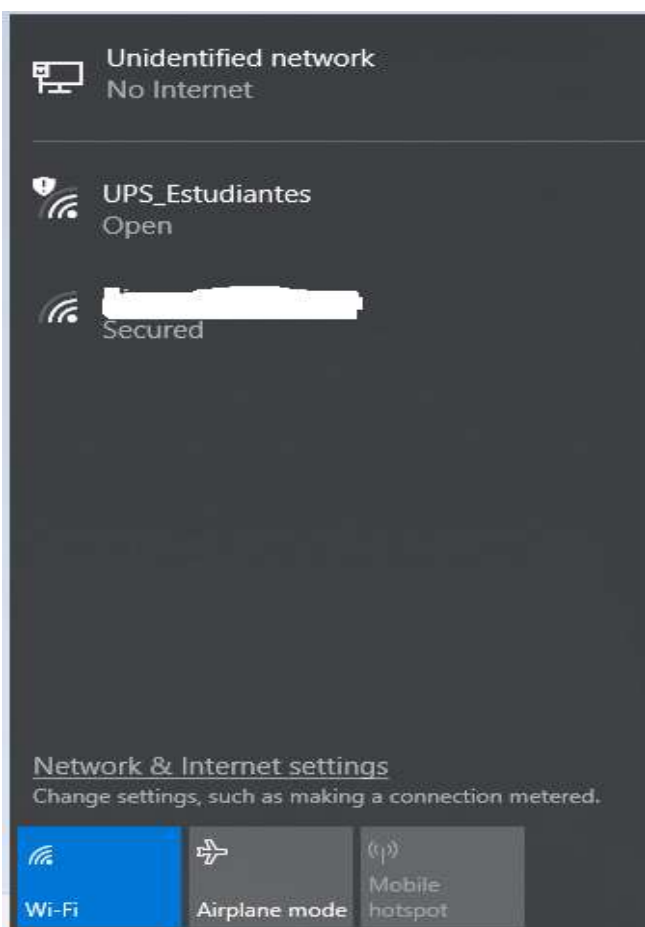 Unidentified network
No Internet
UPS_Estudiantes
Open
Secured
Network & Internet settings
Change settings, such as making a connection metered.
Wi-Fi
Airplane mode
Mobile
hotspot